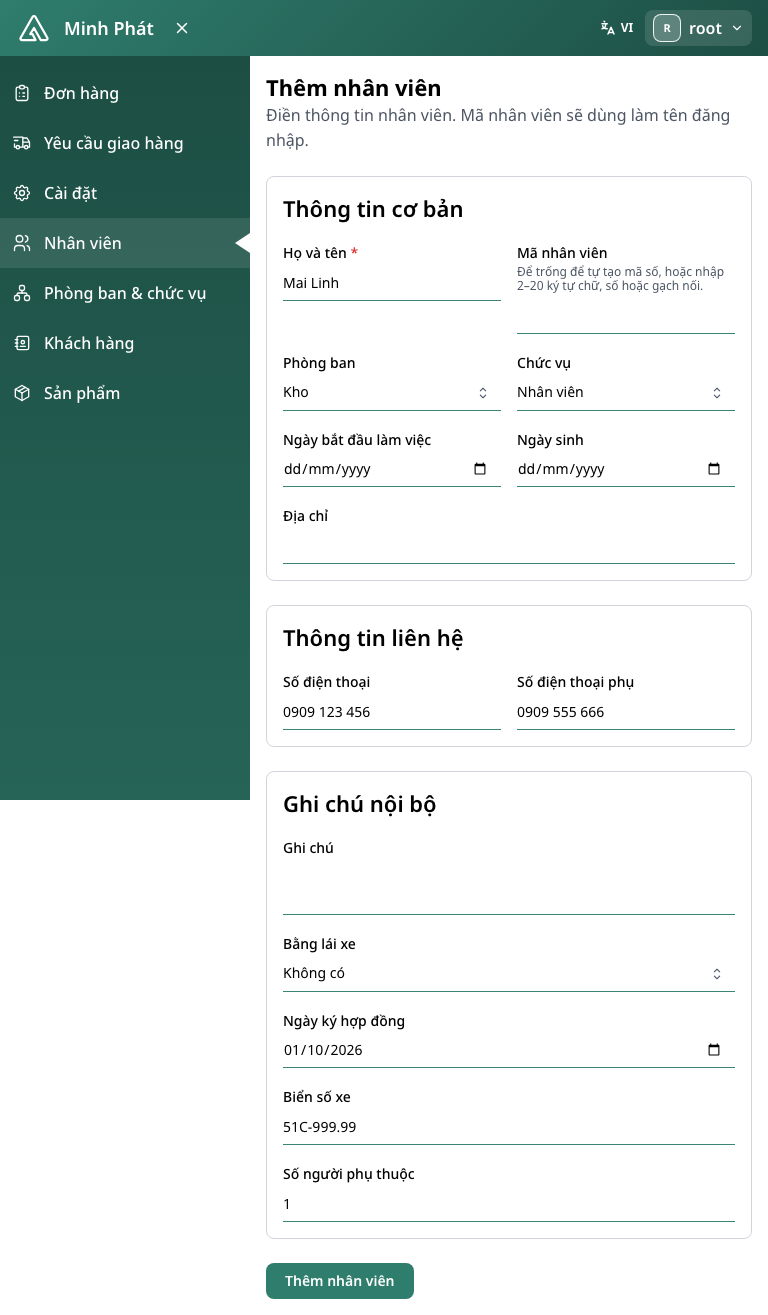 Minh Phát
VI
R
root
Đơn hàng
Yêu cầu giao hàng
Cài đặt
Nhân viên
Phòng ban & chức vụ
Khách hàng
Sản phẩm
Thêm nhân viên
Điền thông tin nhân viên. Mã nhân viên sẽ dùng làm tên đăng
nhập.
Thông tin cơ bản
Họ và tên *
Mai Linh
Mã nhân viên
Để trống để tự tạo mã số, hoặc nhập
2–20 ký tự chữ, số hoặc gạch nối.
Phòng ban
Kho
Chức vụ
Nhân viên
Ngày bắt đầu làm việc
dd/mm/yyyy
Ngày sinh
dd/mm/yyyy
Địa chỉ
Thông tin liên hệ
Số điện thoại
0909 123 456
Số điện thoại phụ
0909 555 666
Ghi chú nội bộ
Ghi chú
Bằng lái xe
Không có
Ngày ký hợp đồng
01/10/2026
Biển số xe
51C-999.99
Số người phụ thuộc
1
Thêm nhân viên